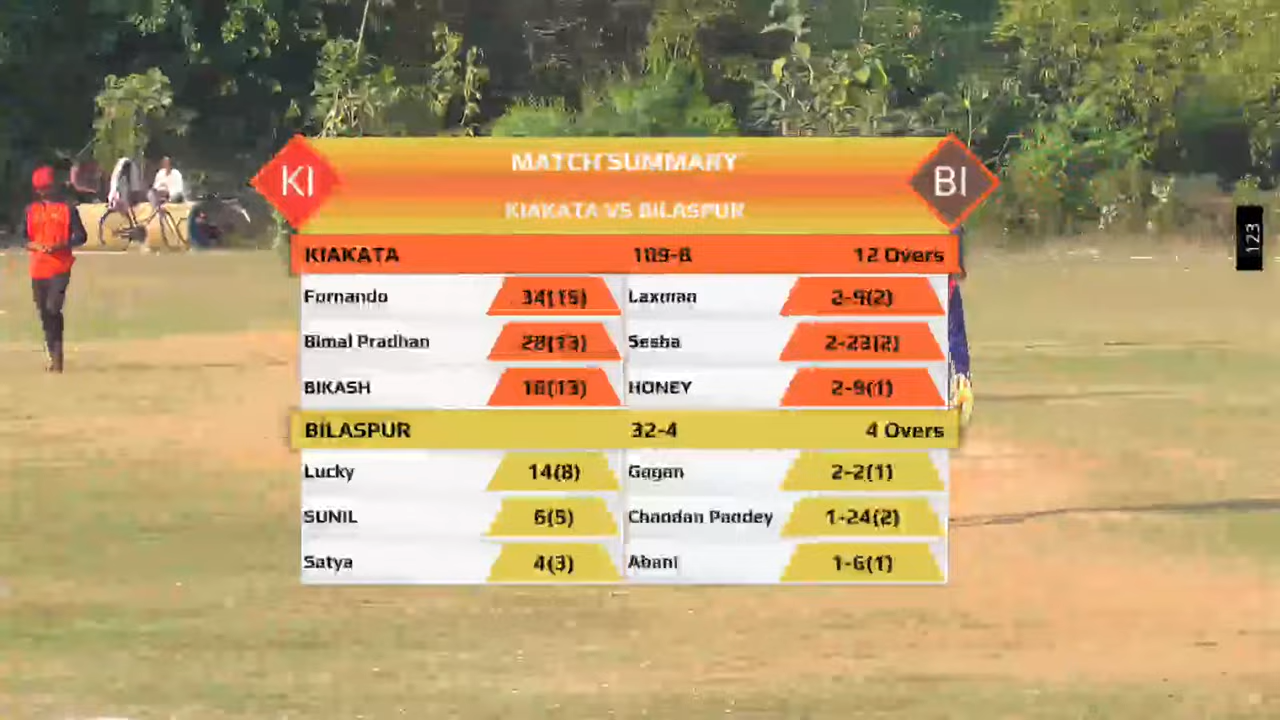 KI
MATCH SUMMARY
BI
KIAKATA VS BILASPUR
KIAKATA 109-8 12 Overs
Fornando 34(15) Laxman 2-9(2)
Bimal Pradhan 28(13) Sesha 2-23(2)
BIKASH 16(13) HONEY 2-9(1)
BILASPUR 32-4 4 Overs
Lucky 14(8) Gagan 2-2(1)
SUNIL 6(5) Chandan Pandey 1-24(2)
Satya 4(3) Abani 1-6(1)
123